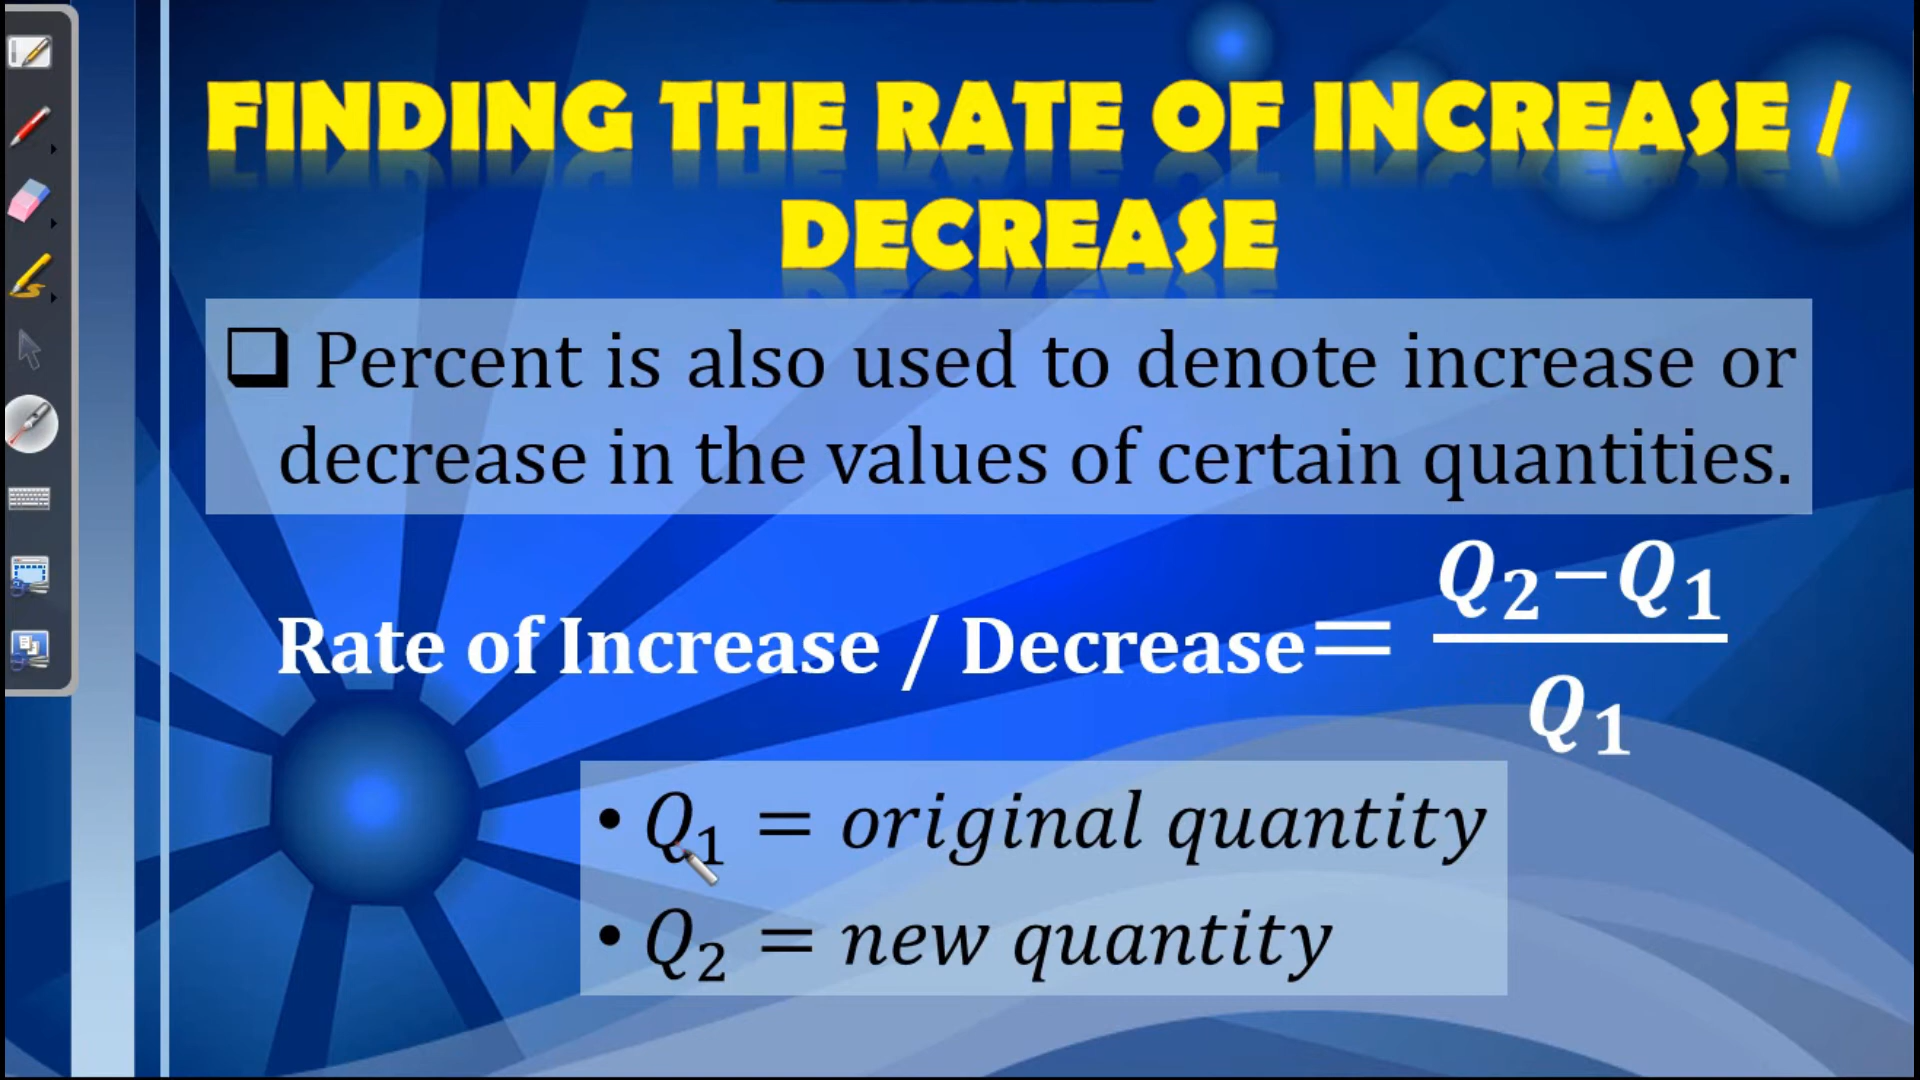 FINDING THE RATE OF INCREASE /
DECREASE
❑ Percent is also used to denote increase or
decrease in the values of certain quantities.
Rate of Increase / Decrease = (Q₂−Q₁) / Q₁
• Q₁ = original quantity
• Q₂ = new quantity